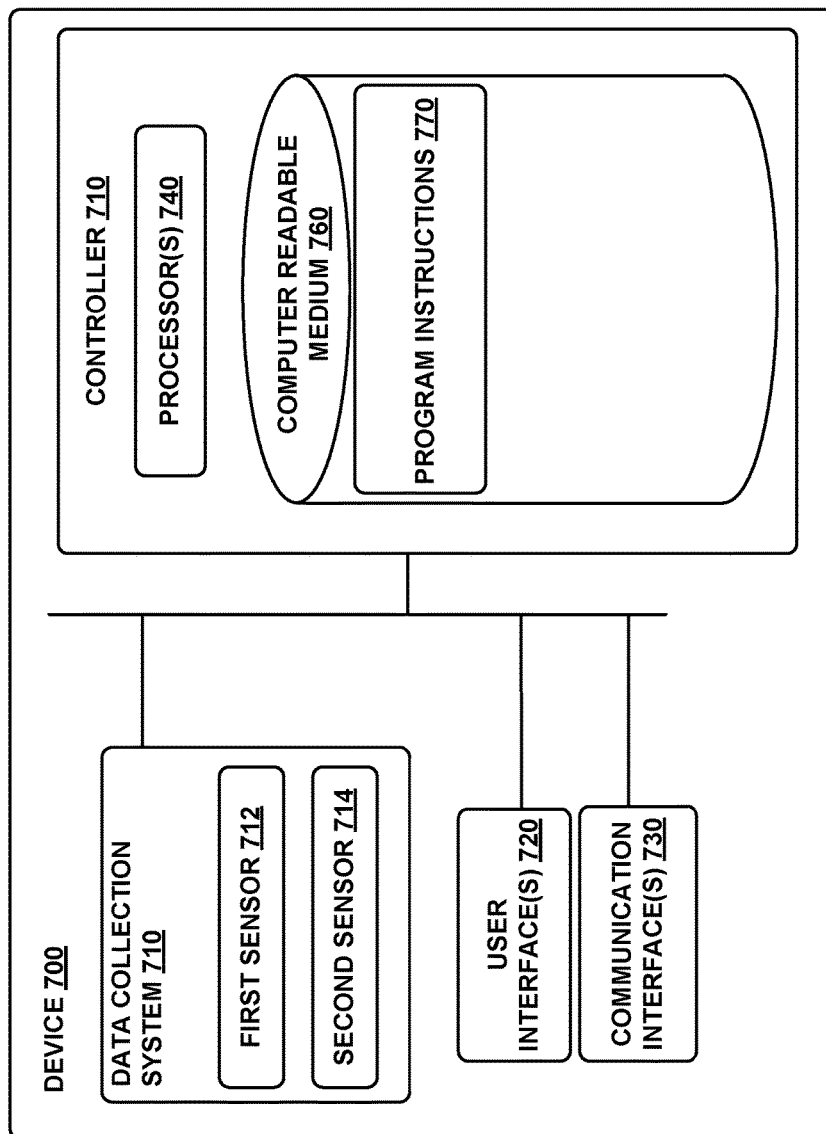 DEVICE 700
DATA COLLECTION
SYSTEM 710
FIRST SENSOR 712
SECOND SENSOR 714
USER
INTERFACE(S) 720
COMMUNICATION
INTERFACE(S) 730
CONTROLLER 710
PROCESSOR(S) 740
COMPUTER READABLE
MEDIUM 760
PROGRAM INSTRUCTIONS 770